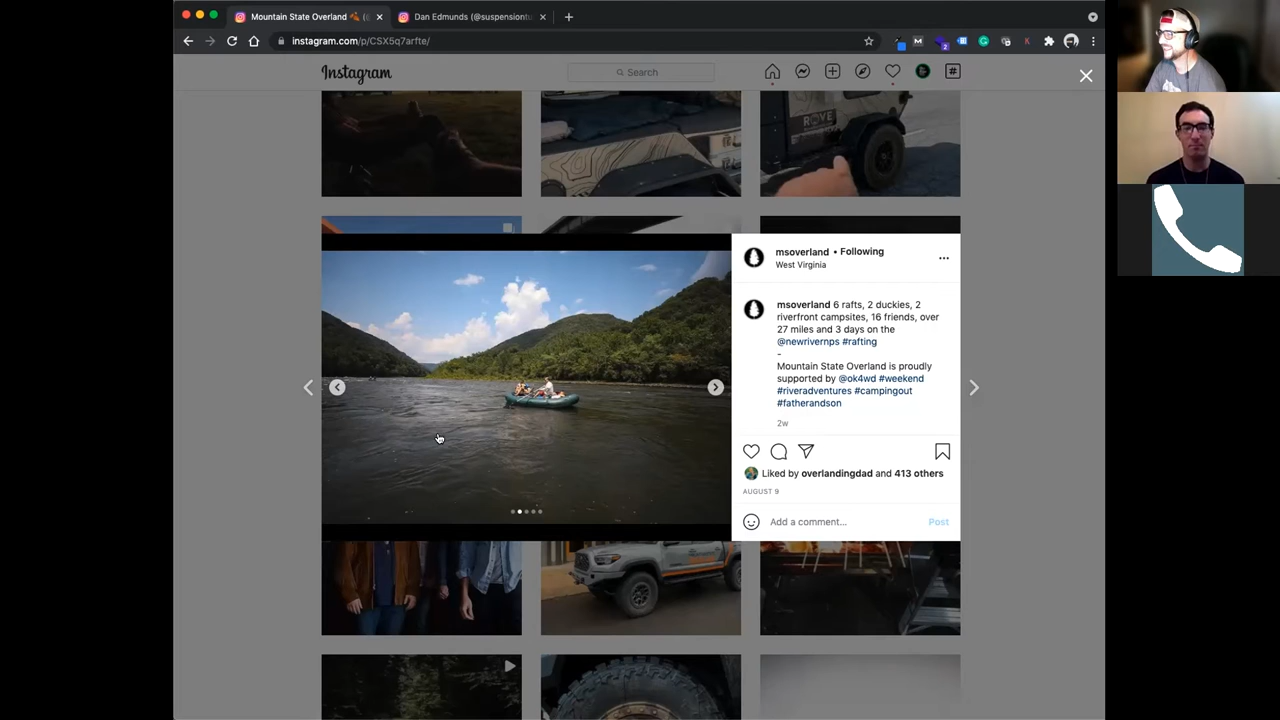 Mountain State Overland 🍂 (@
Dan Edmunds (@suspensiontu
instagram.com/p/CSX5q7arfte/
2
Instagram
Search
ROVE
msoverland • Following
West Virginia
msoverland 6 rafts, 2 duckies, 2
riverfront campsites, 16 friends, over
27 miles and 3 days on the
@newrivernps #rafting
-
Mountain State Overland is proudly
supported by @ok4wd #weekend
#riveradventures #campingout
#fatherandson
2w
Liked by overlandingdad and 413 others
AUGUST 9
Add a comment...
Post